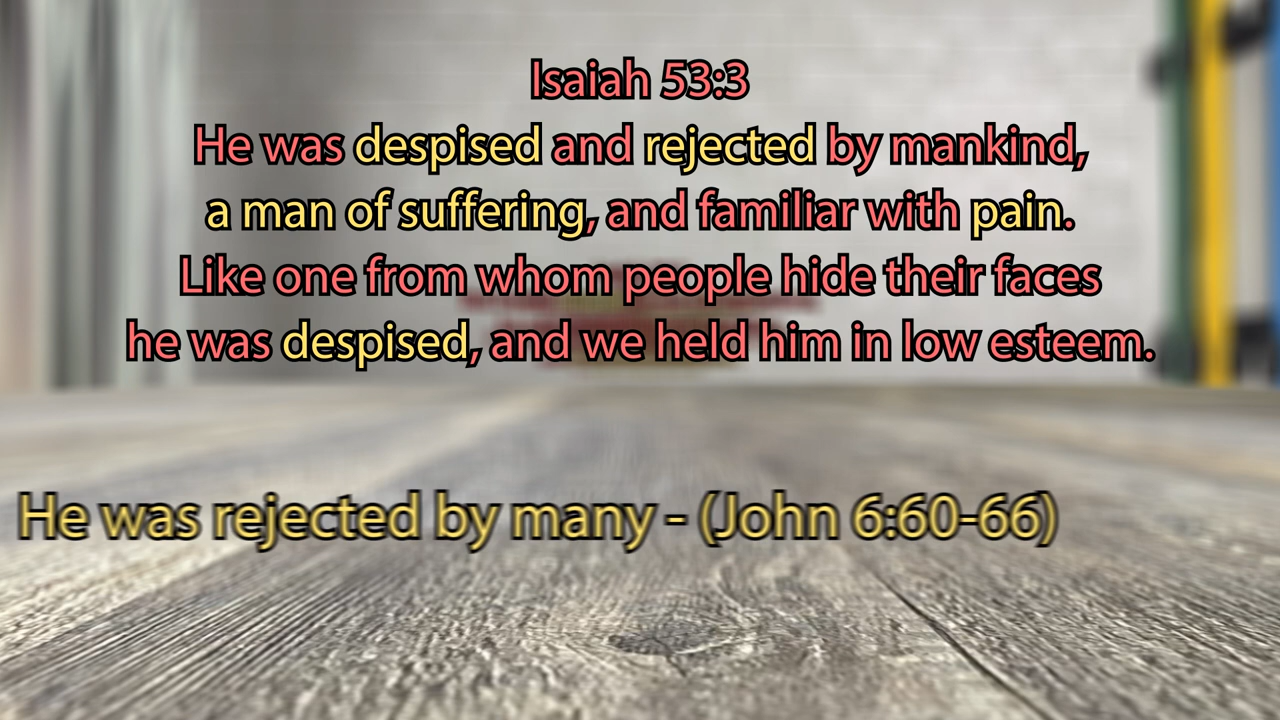 Isaiah 53:3
He was despised and rejected by mankind,
a man of suffering, and familiar with pain.
Like one from whom people hide their faces
he was despised, and we held him in low esteem.
He was rejected by many - (John 6:60-66)